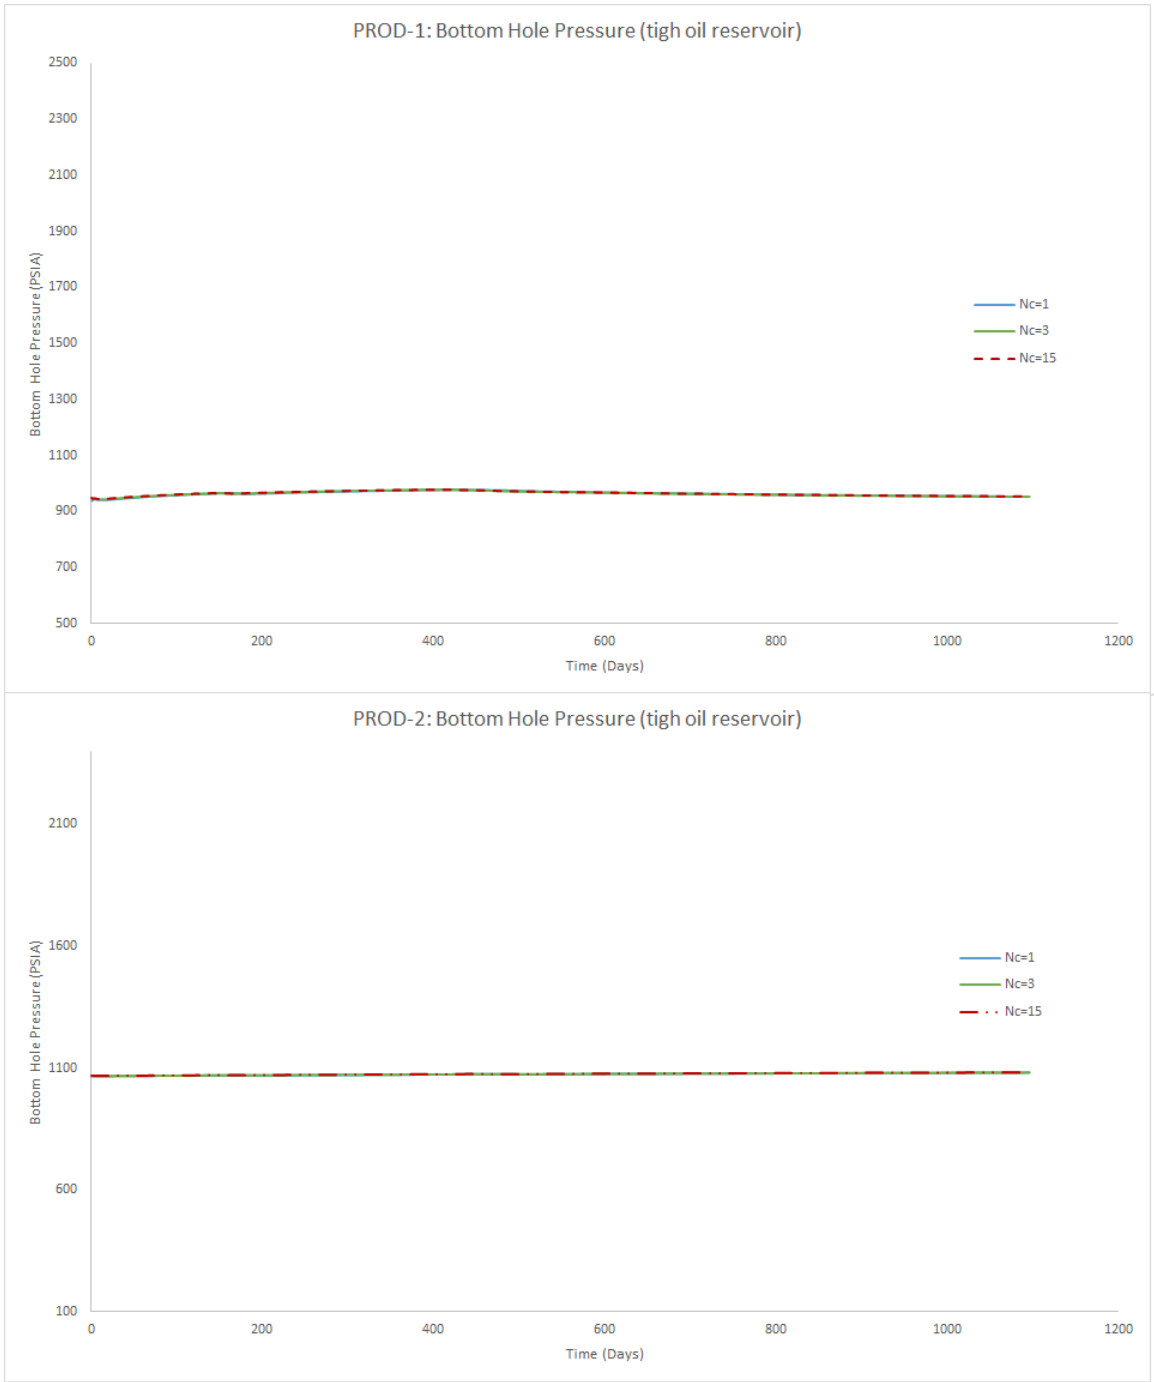 PROD-1: Bottom Hole Pressure (tigh oil reservoir)
2500
2300
2100
1900
1700
1500
1300
1100
900
700
500
Bottom Hole Pressure (PSIA)
Nc=1
Nc=3
Nc=15
0 200 400 600 800 1000 1200
Time (Days)
PROD-2: Bottom Hole Pressure (tigh oil reservoir)
2100
1600
1100
600
100
Bottom Hole Pressure (PSIA)
Nc=1
Nc=3
Nc=15
0 200 400 600 800 1000 1200
Time (Days)